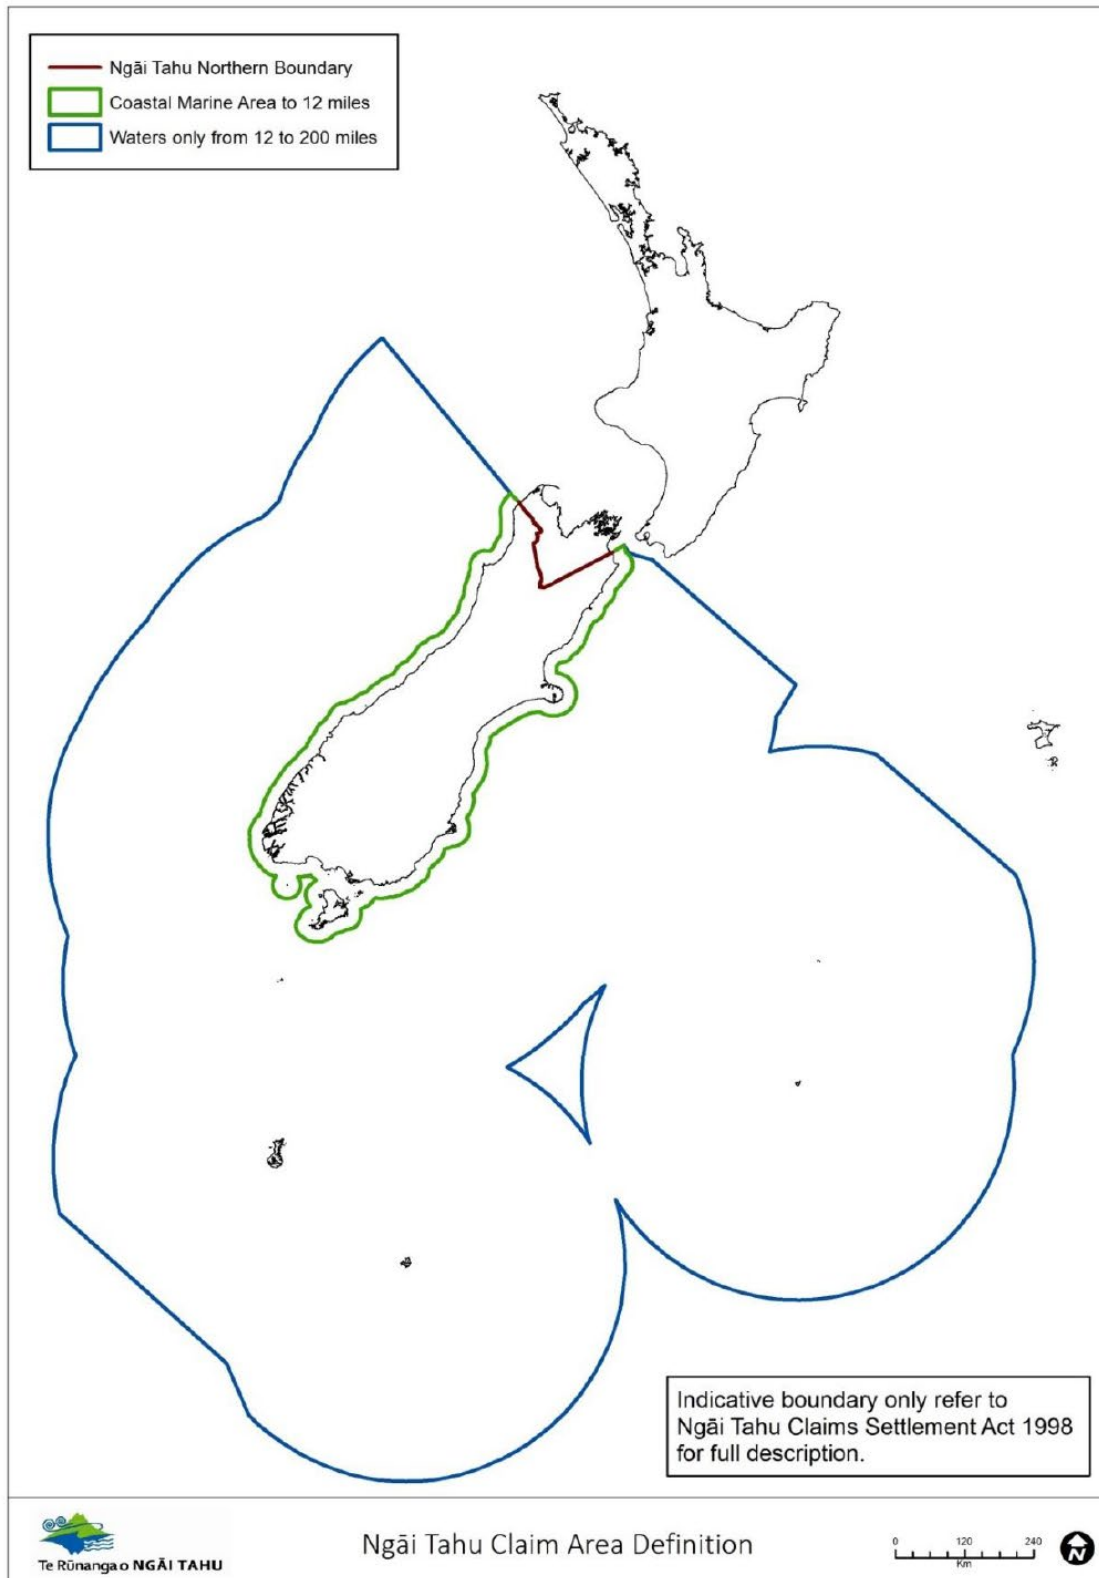 Ngāi Tahu Northern Boundary
Coastal Marine Area to 12 miles
Waters only from 12 to 200 miles
Indicative boundary only refer to
Ngāi Tahu Claims Settlement Act 1998
for full description.
Te Rūnanga o NGĀI TAHU
Ngāi Tahu Claim Area Definition
0 120 240
Km
N